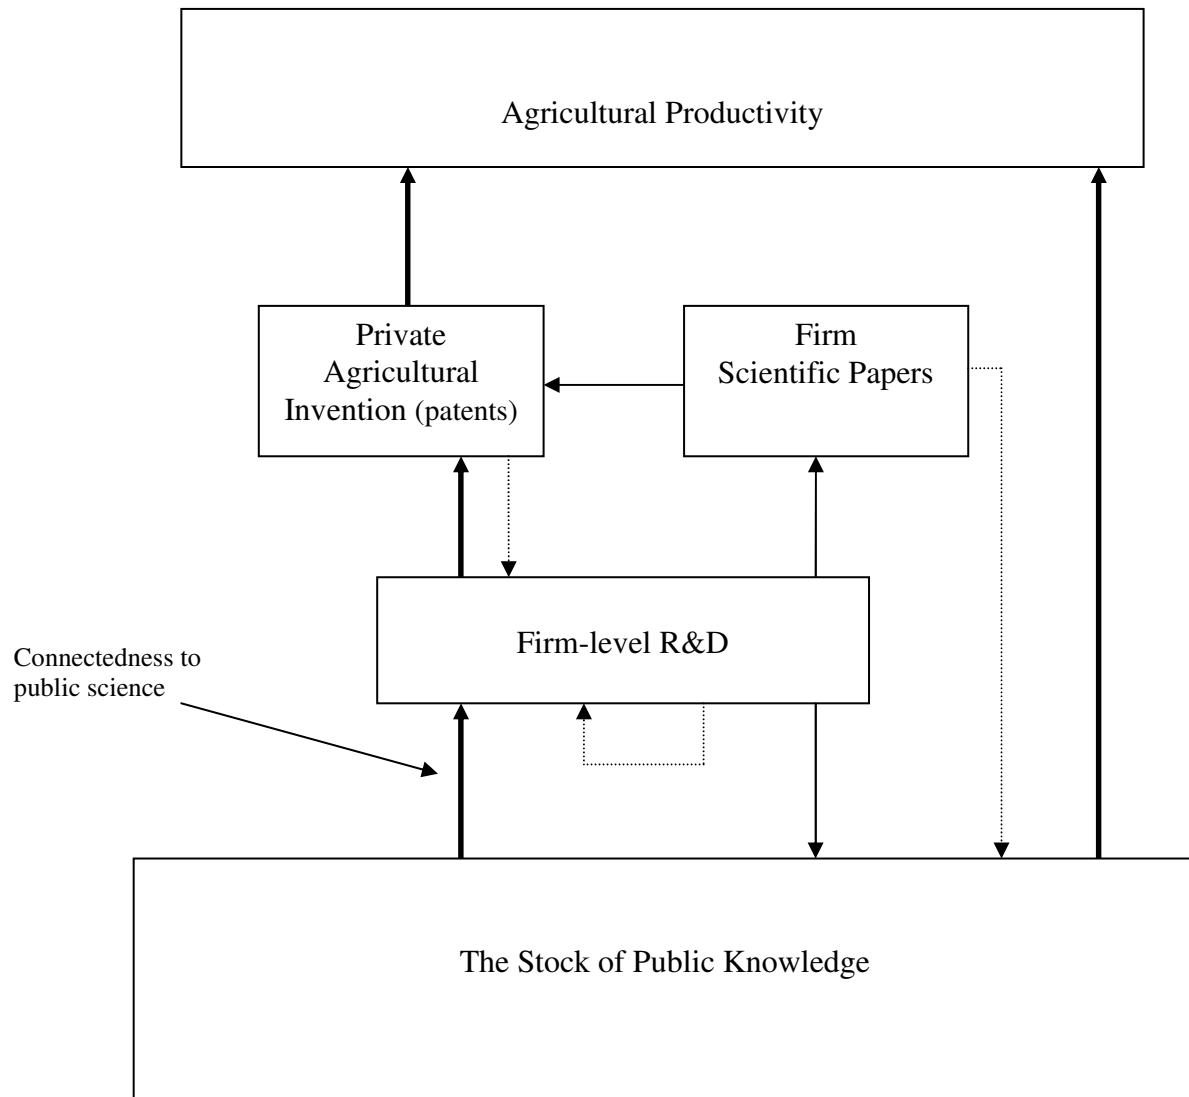 Agricultural Productivity
Private
Agricultural
Invention (patents)
Firm
Scientific Papers
Firm-level R&D
Connectedness to
public science
The Stock of Public Knowledge